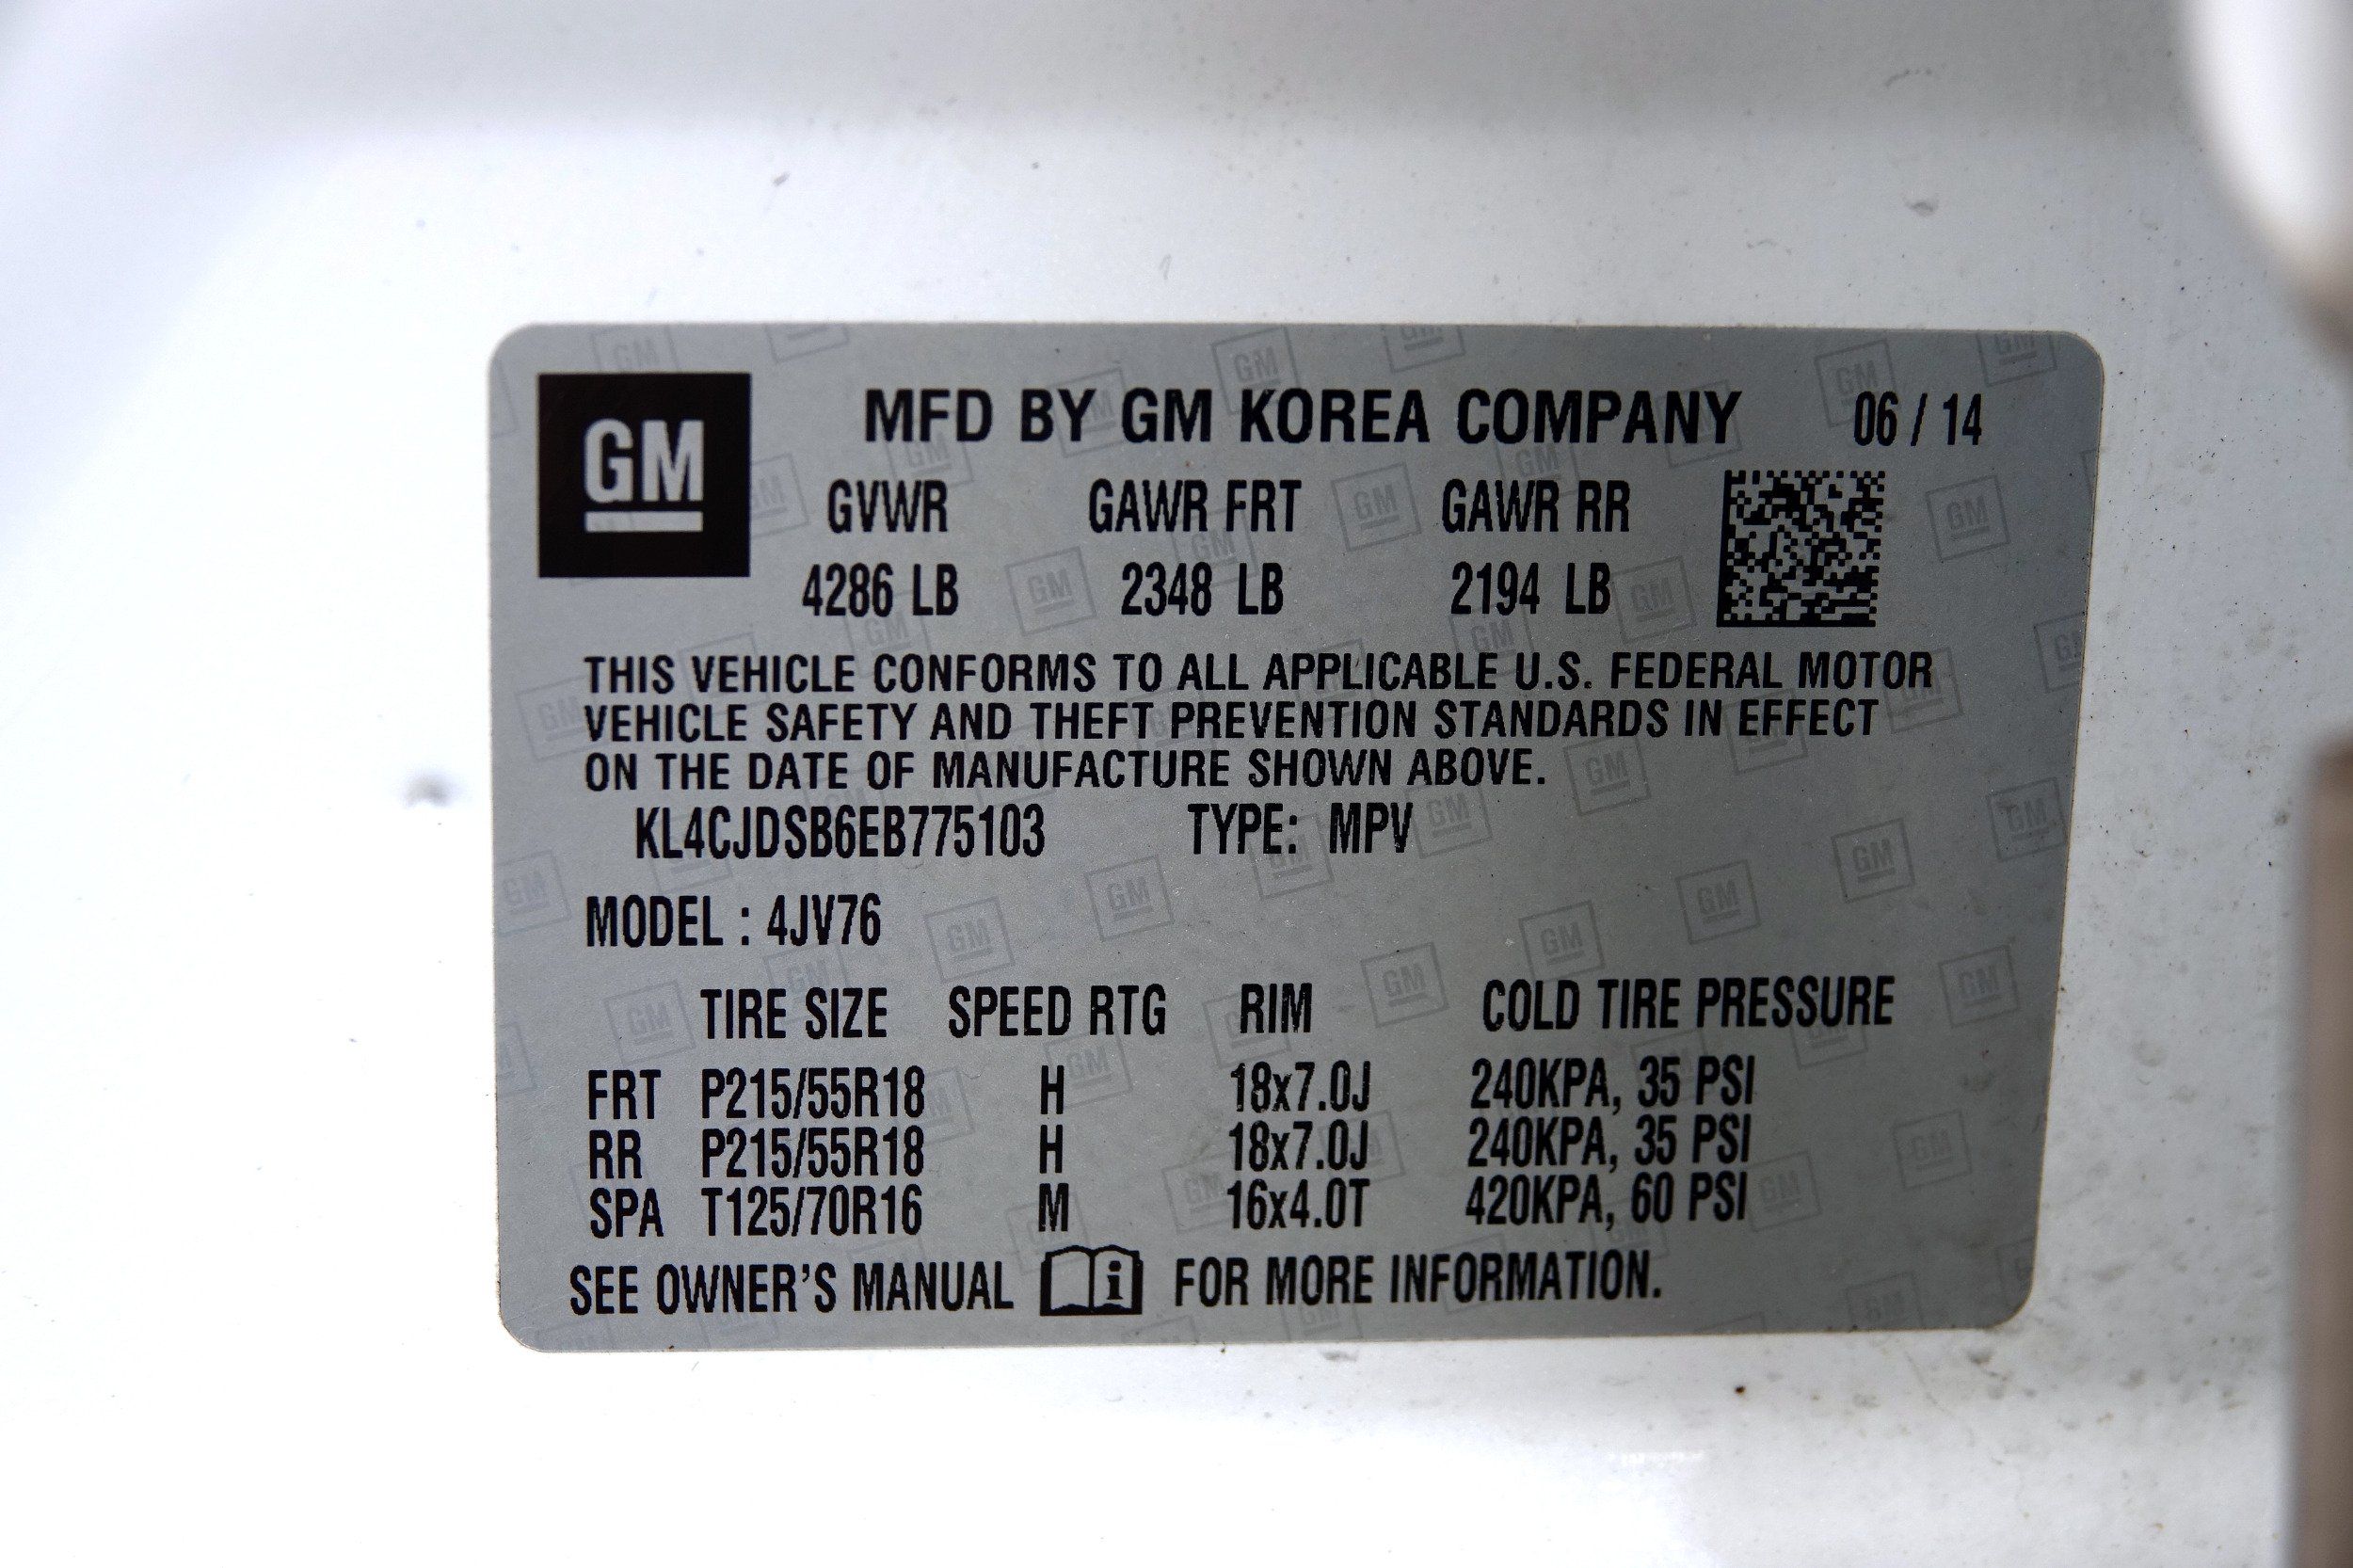 GM
MFD BY GM KOREA COMPANY 06 / 14
GVWR GAWR FRT GAWR RR
4286 LB 2348 LB 2194 LB
THIS VEHICLE CONFORMS TO ALL APPLICABLE U.S. FEDERAL MOTOR
VEHICLE SAFETY AND THEFT PREVENTION STANDARDS IN EFFECT
ON THE DATE OF MANUFACTURE SHOWN ABOVE.
KL4CJDSB6EB775103 TYPE: MPV
MODEL : 4JV76
TIRE SIZE SPEED RTG RIM COLD TIRE PRESSURE
FRT P215/55R18 H 18x7.0J 240KPA, 35 PSI
RR P215/55R18 H 18x7.0J 240KPA, 35 PSI
SPA T125/70R16 M 16x4.0T 420KPA, 60 PSI
SEE OWNER'S MANUAL i FOR MORE INFORMATION.